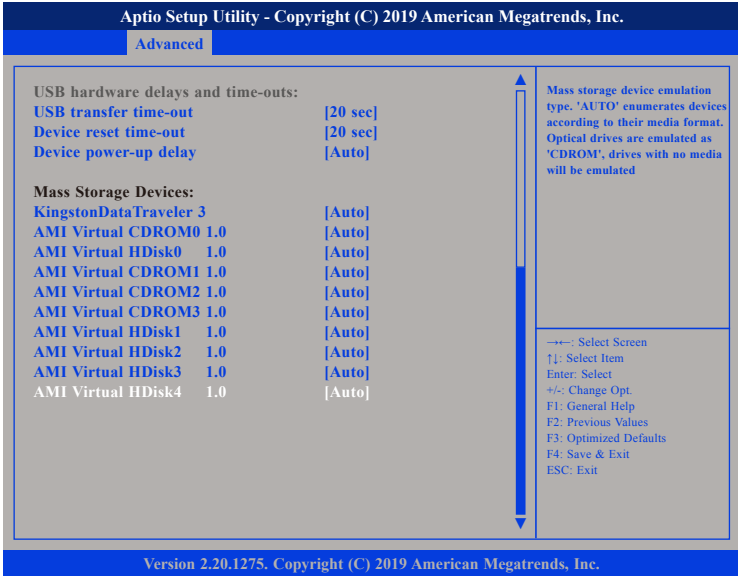 Aptio Setup Utility - Copyright (C) 2019 American Megatrends, Inc.
Advanced
USB hardware delays and time-outs:
USB transfer time-out [20 sec]
Device reset time-out [20 sec]
Device power-up delay [Auto]
Mass Storage Devices:
KingstonDataTraveler 3 [Auto]
AMI Virtual CDROM0 1.0 [Auto]
AMI Virtual HDisk0 1.0 [Auto]
AMI Virtual CDROM1 1.0 [Auto]
AMI Virtual CDROM2 1.0 [Auto]
AMI Virtual CDROM3 1.0 [Auto]
AMI Virtual HDisk1 1.0 [Auto]
AMI Virtual HDisk2 1.0 [Auto]
AMI Virtual HDisk3 1.0 [Auto]
AMI Virtual HDisk4 1.0 [Auto]
Mass storage device emulation
type. 'AUTO' enumerates devices
according to their media format.
Optical drives are emulated as
'CDROM', drives with no media
will be emulated
→←: Select Screen
↑↓: Select Item
Enter: Select
+/-: Change Opt.
F1: General Help
F2: Previous Values
F3: Optimized Defaults
F4: Save & Exit
ESC: Exit
Version 2.20.1275. Copyright (C) 2019 American Megatrends, Inc.